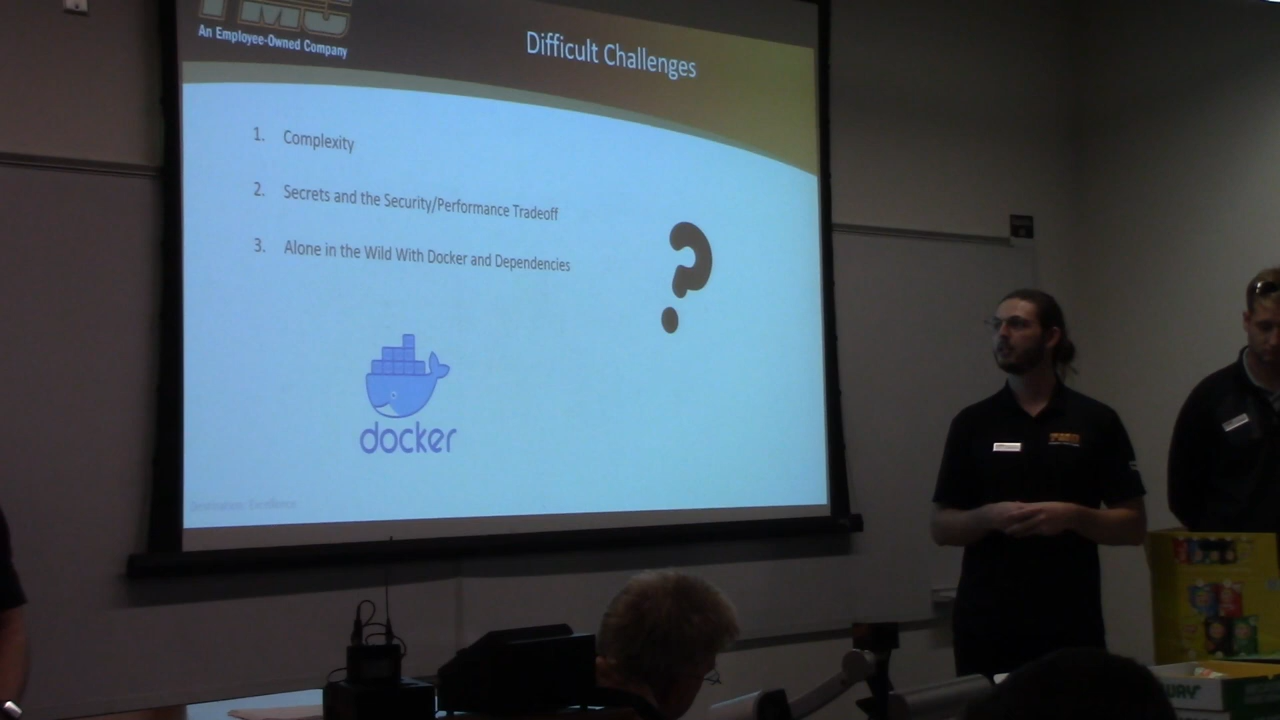 TMC
An Employee-Owned Company
Difficult Challenges
1. Complexity
2. Secrets and the Security/Performance Tradeoff
3. Alone in the Wild With Docker and Dependencies
?
docker